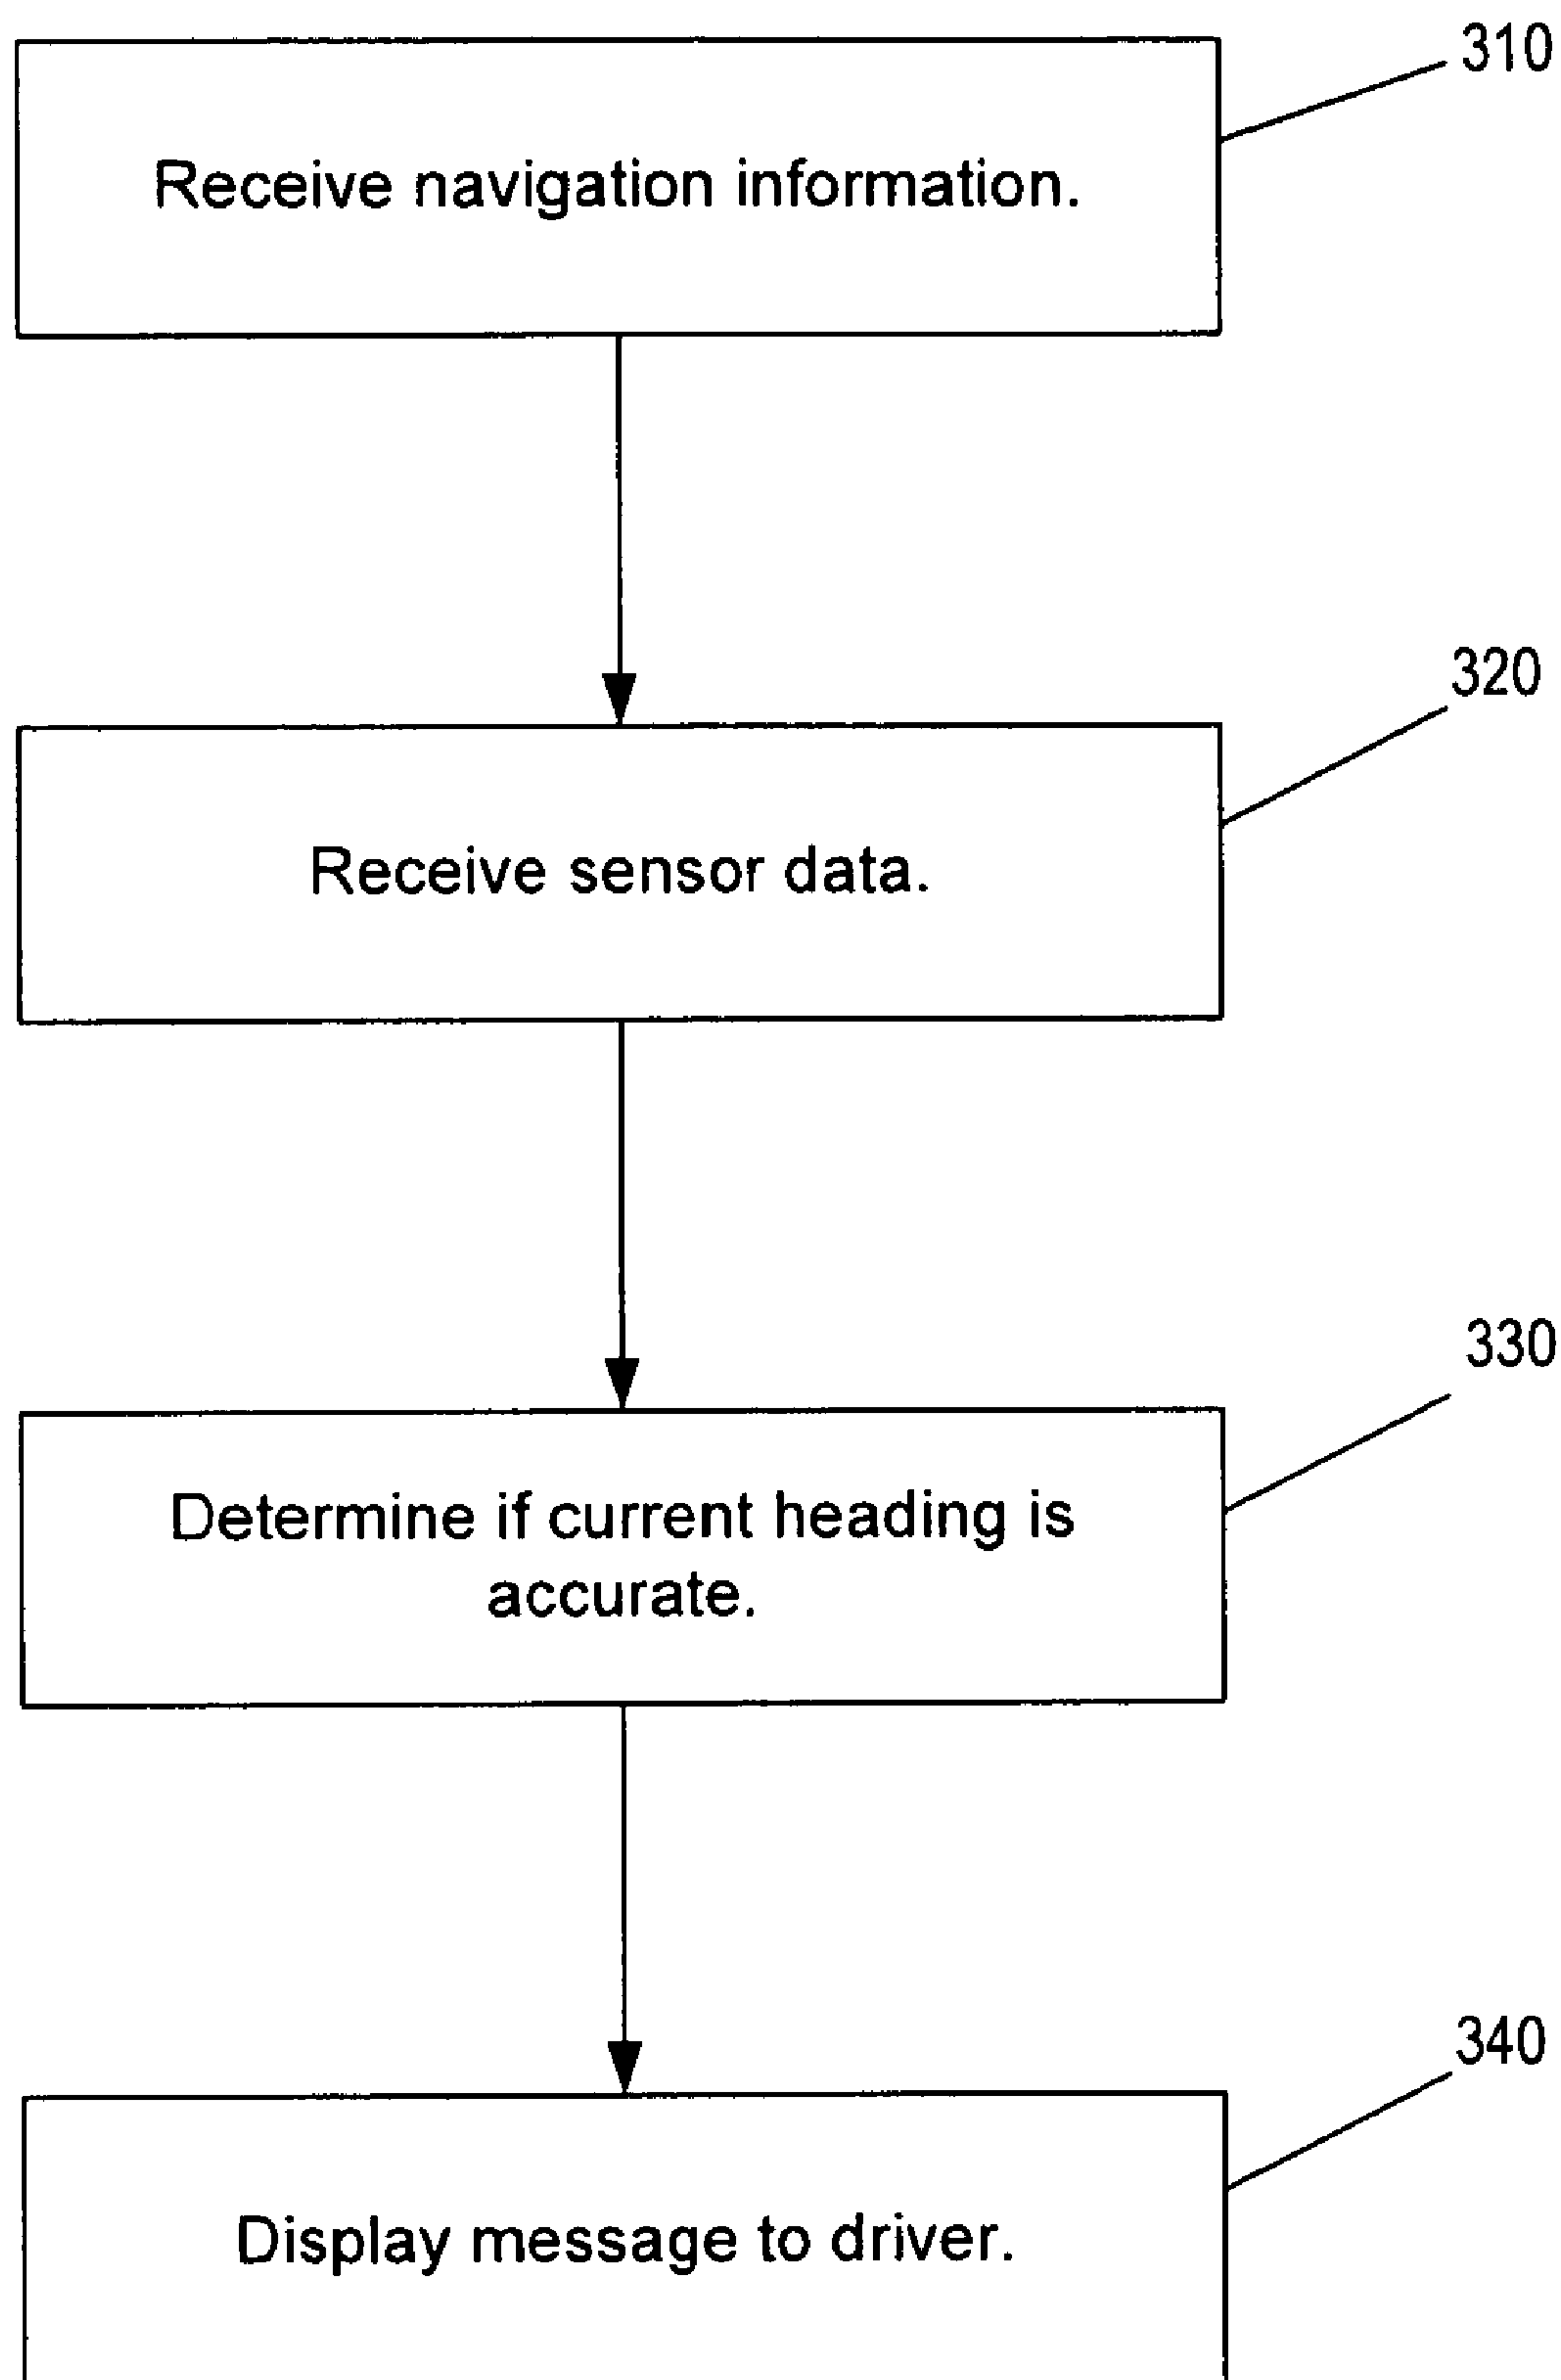 310
Receive navigation information.
320
Receive sensor data.
330
Determine if current heading is
accurate.
340
Display message to driver.